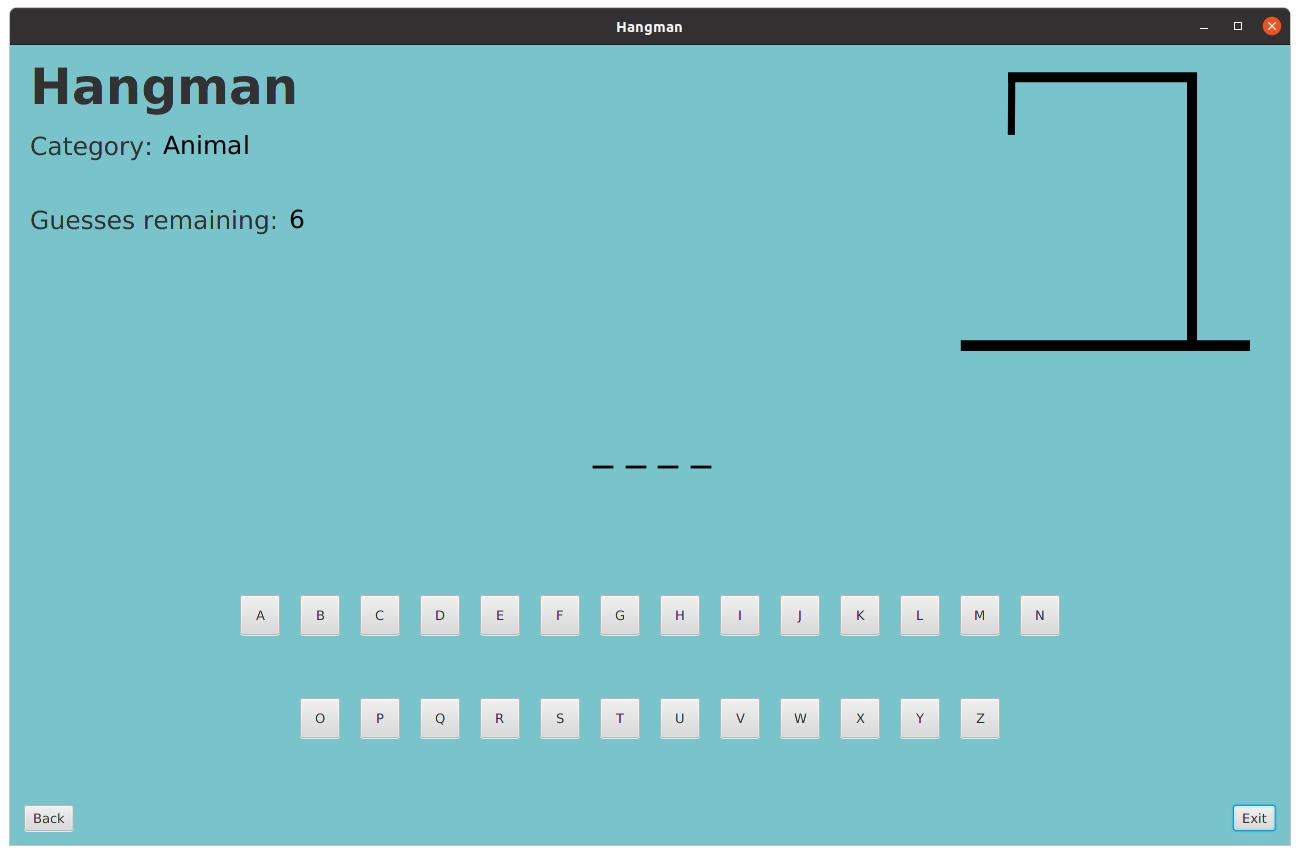 Hangman
Hangman
Category: Animal
Guesses remaining: 6
_ _ _ _
A B C D E F G H I J K L M N
O P Q R S T U V W X Y Z
Back Exit